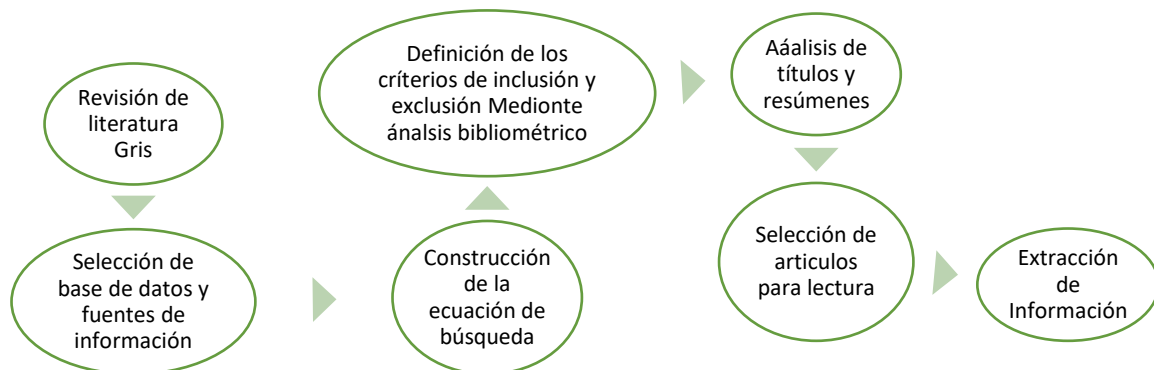 Revisión de
literatura
Gris
Selección de
base de datos y
fuentes de
información
Construcción
de la
ecuación de
búsqueda
Definición de los
críterios de inclusión y
exclusión Medionte
ánalsis bibliométrico
Aáalisis de
títulos y
resúmenes
Selección de
articulos
para lectura
Extracción
de
Información